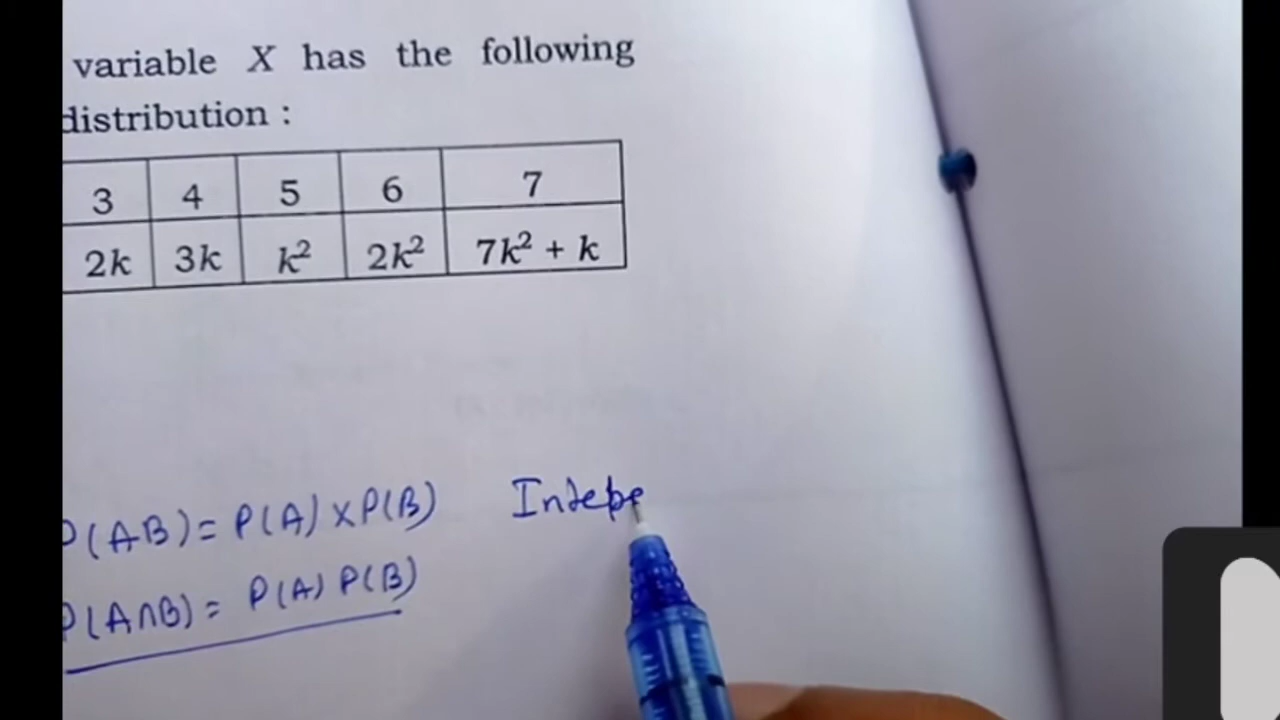 variable X has the following
distribution :
3 4 5 6 7
2k 3k k² 2k² 7k² + k
P(AB) = P(A) x P(B) Indepe
P(A∩B) = P(A) P(B)